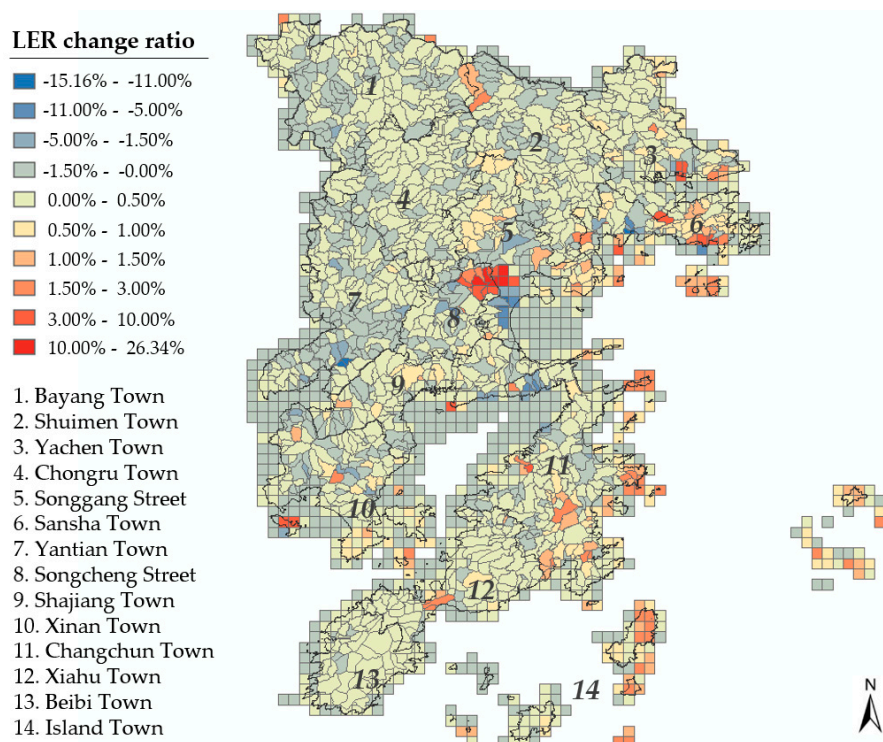 LER change ratio
-15.16% - -11.00%
-11.00% - -5.00%
-5.00% - -1.50%
-1.50% - -0.00%
0.00% - 0.50%
0.50% - 1.00%
1.00% - 1.50%
1.50% - 3.00%
3.00% - 10.00%
10.00% - 26.34%
1. Bayang Town
2. Shuimen Town
3. Yachen Town
4. Chongru Town
5. Songgang Street
6. Sansha Town
7. Yantian Town
8. Songcheng Street
9. Shajiang Town
10. Xinan Town
11. Changchun Town
12. Xiahu Town
13. Beibi Town
14. Island Town
1
2
3
4
5
6
7
8
9
10
11
12
13
14
N